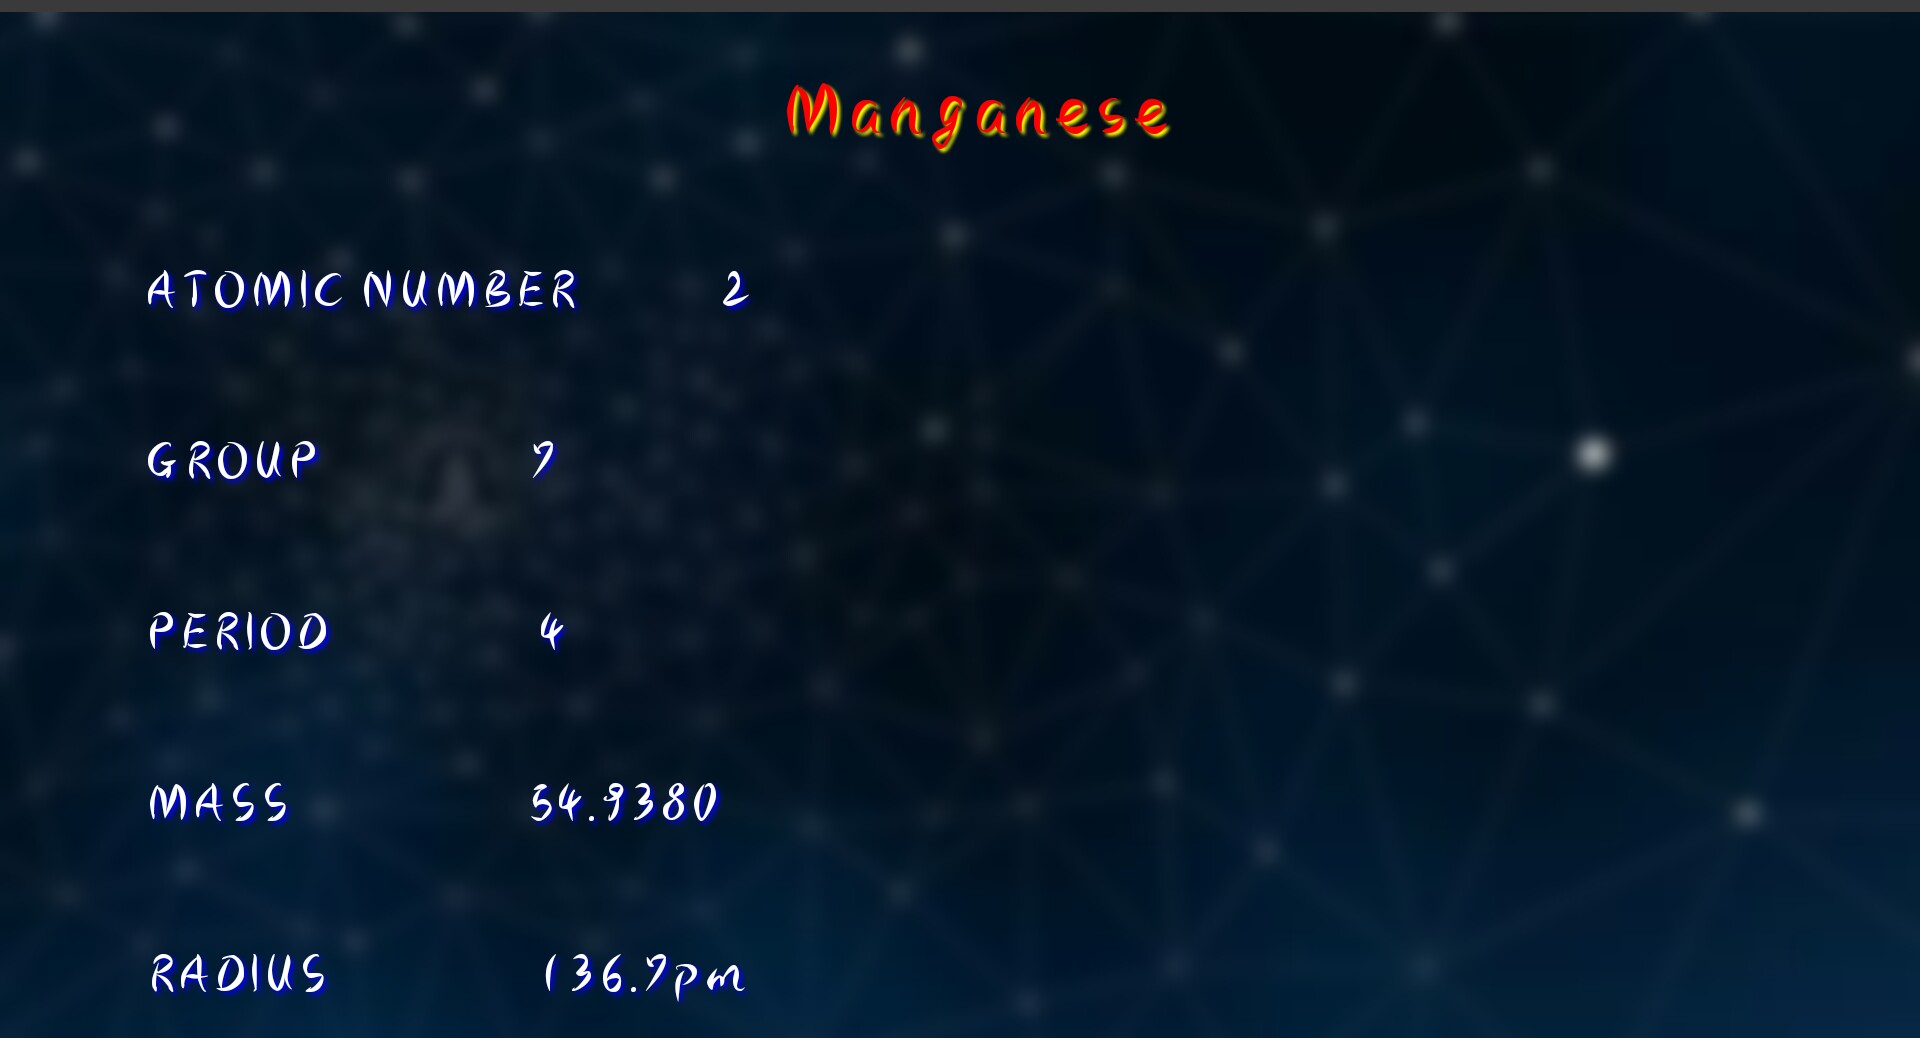 Manganese
ATOMIC NUMBER 2
GROUP 7
PERIOD 4
MASS 54.9380
RADIUS 136.7pm